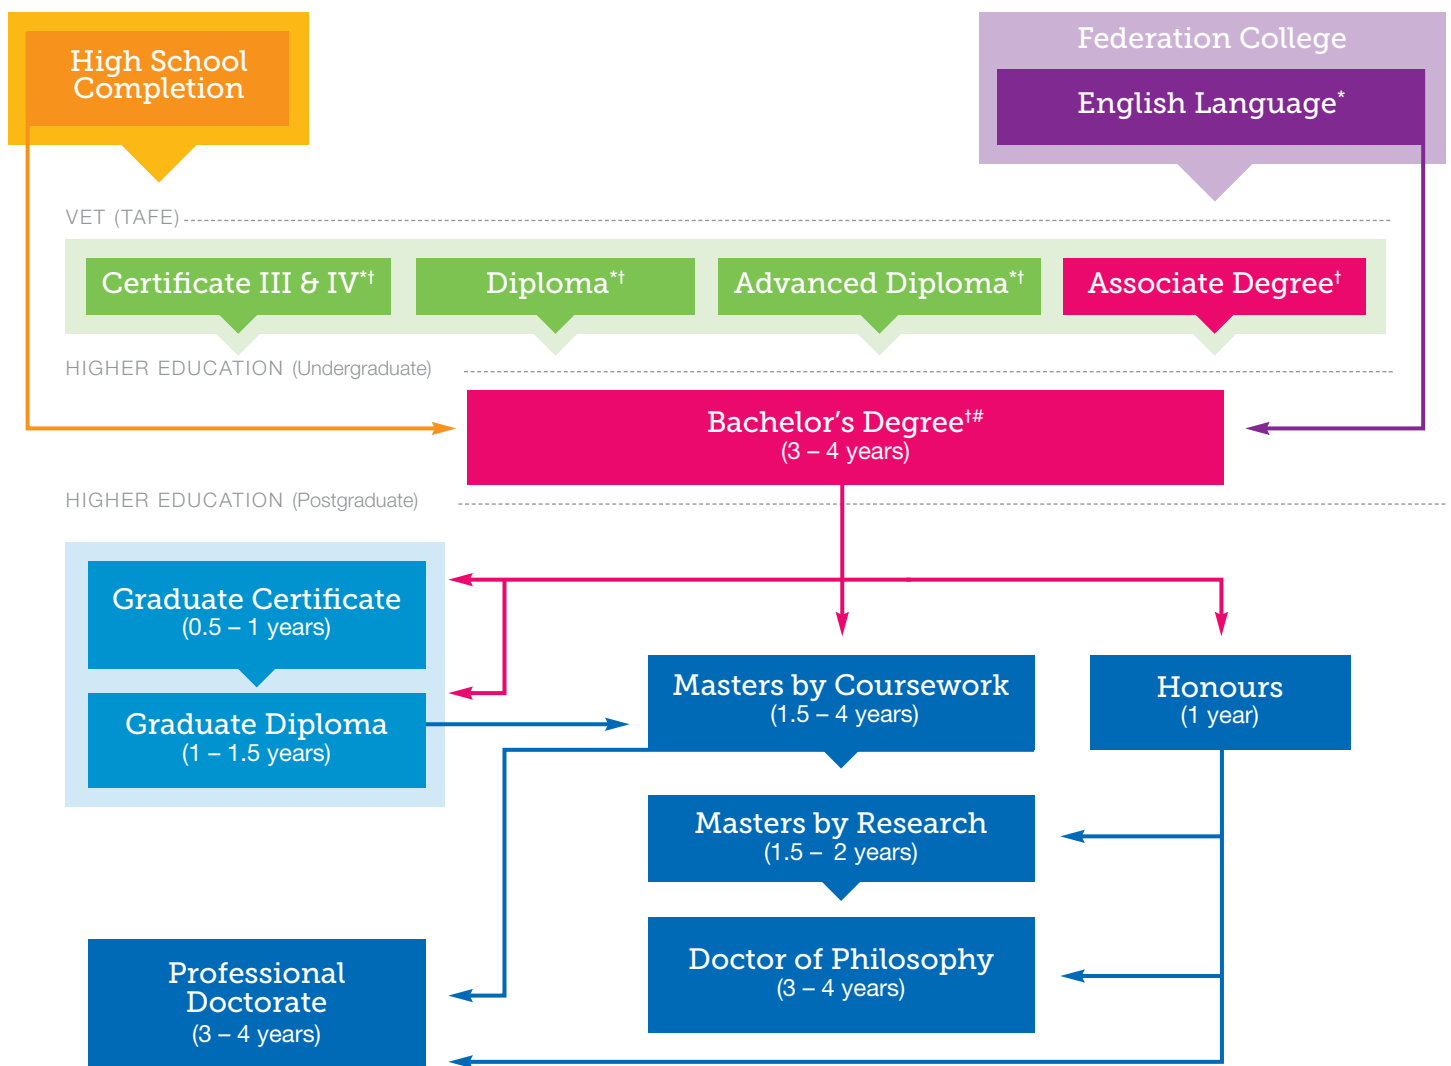 High School
Completion
Federation College
English Language*
VET (TAFE)
Certificate III & IV*†
Diploma*†
Advanced Diploma*†
Associate Degree†
HIGHER EDUCATION (Undergraduate)
Bachelor’s Degree†#
(3 – 4 years)
HIGHER EDUCATION (Postgraduate)
Graduate Certificate
(0.5 – 1 years)
Graduate Diploma
(1 – 1.5 years)
Masters by Coursework
(1.5 – 4 years)
Honours
(1 year)
Masters by Research
(1.5 – 2 years)
Doctor of Philosophy
(3 – 4 years)
Professional
Doctorate
(3 – 4 years)